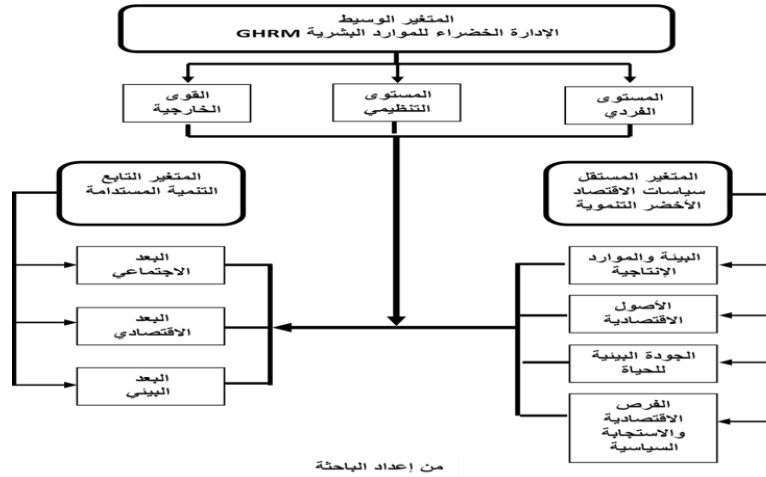 المتغير الوسيط
الإدارة الخضراء للموارد البشرية GHRM
المستوى
الفردي
المستوى
التنظيمي
القوى
الخارجية
المتغير المستقل
سياسات الاقتصاد
الأخضر التنموية
البيئة والموارد
الإنتاجية
الأصول
الاقتصادية
الجودة البيئية
للحياة
الفرص
الاقتصادية
والاستجابة
السياسية
المتغير التابع
التنمية المستدامة
البعد
الاجتماعي
البعد
الاقتصادي
البعد
البيئي
من إعداد الباحثة